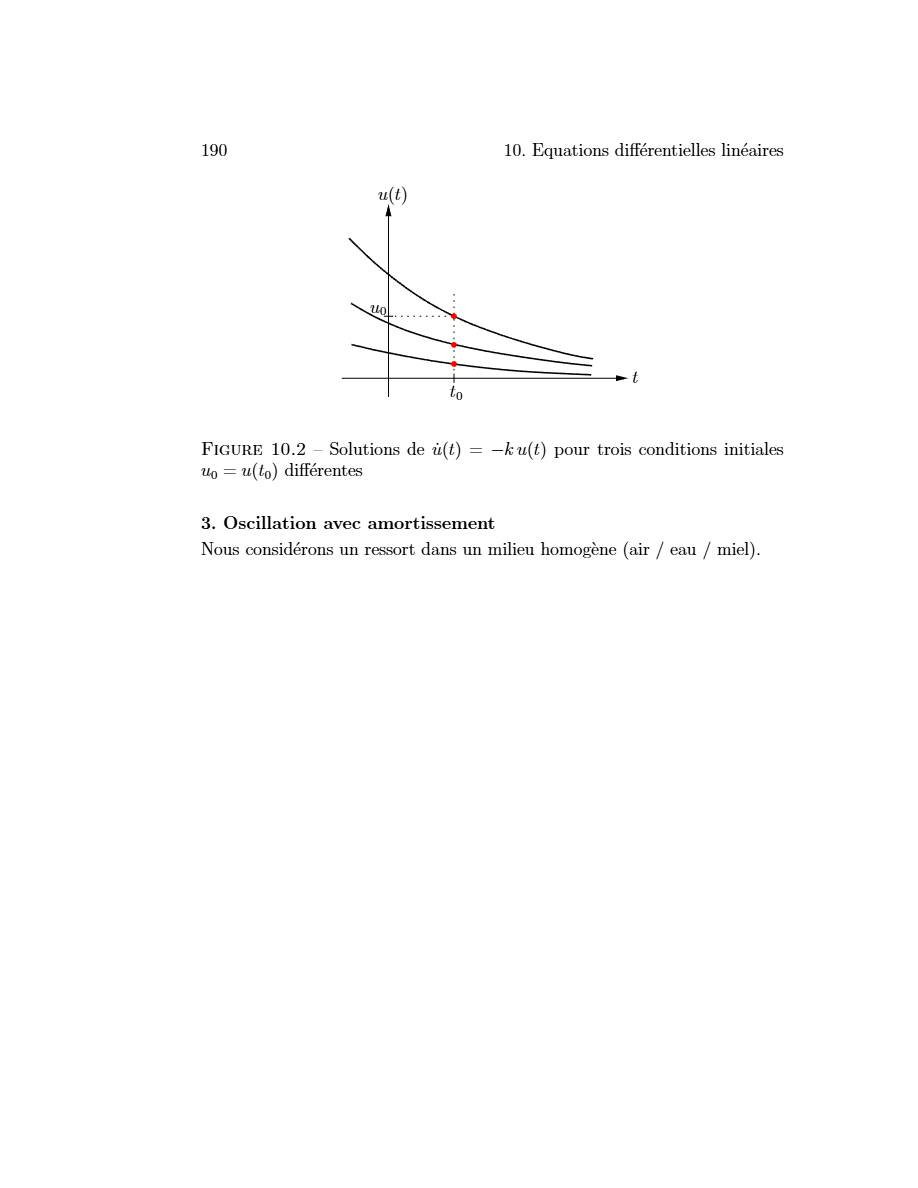 190 10. Equations différentielles linéaires
u(t)
u₀
t
t₀
FIGURE 10.2 – Solutions de u̇(t) = −k u(t) pour trois conditions initiales
u₀ = u(t₀) différentes
3. Oscillation avec amortissement
Nous considérons un ressort dans un milieu homogène (air / eau / miel).